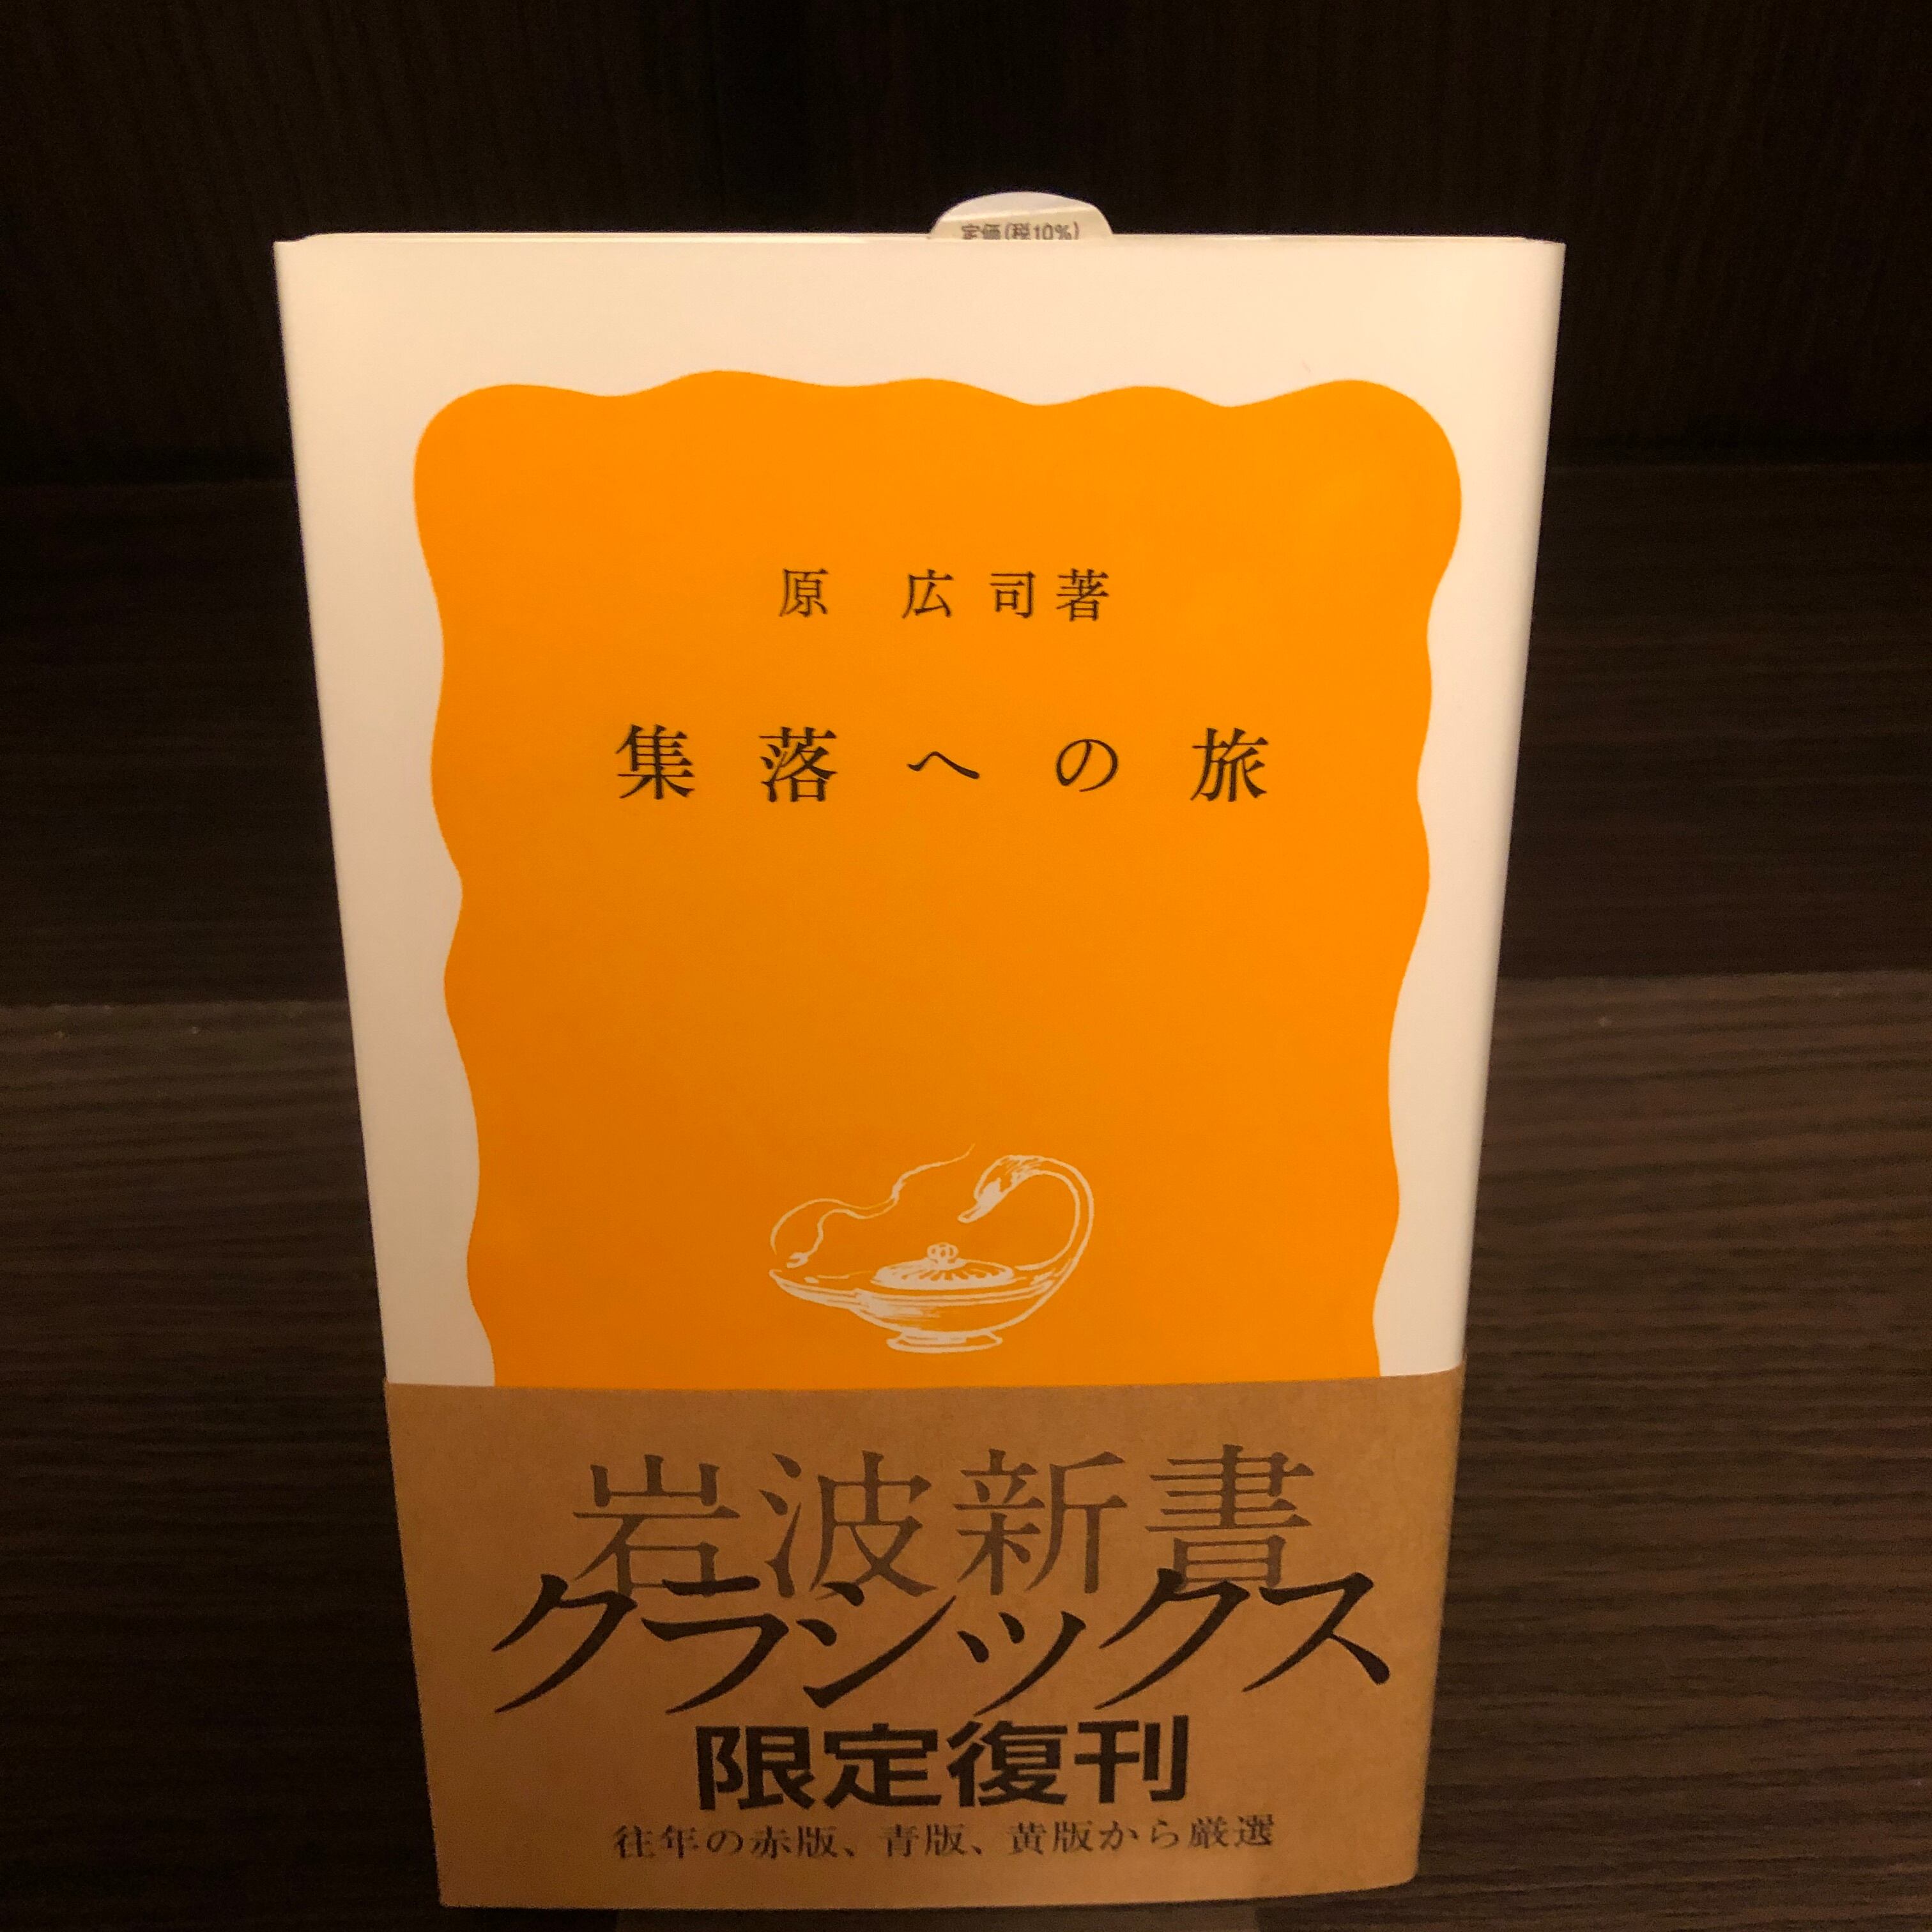 定価(税10%)
原 広司著
集落への旅
岩波新書
クラシックス
限定復刊
往年の赤版、青版、黄版から厳選